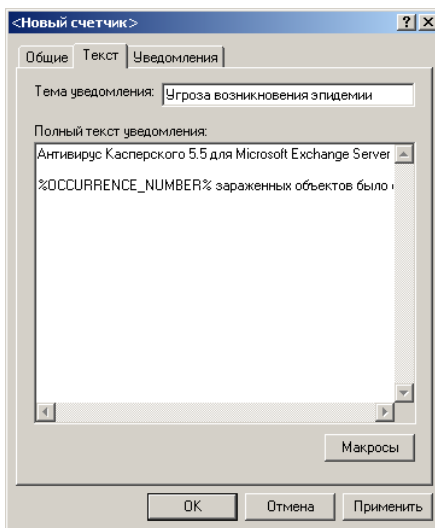 <Новый счетчик>
Общие Текст Уведомления
Тема уведомления: Угроза возникновения эпидемии
Полный текст уведомления:
Антивирус Касперского 5.5 для Microsoft Exchange Server
%OCCURRENCE_NUMBER% зараженных объектов было
Макросы
OK Отмена Применить